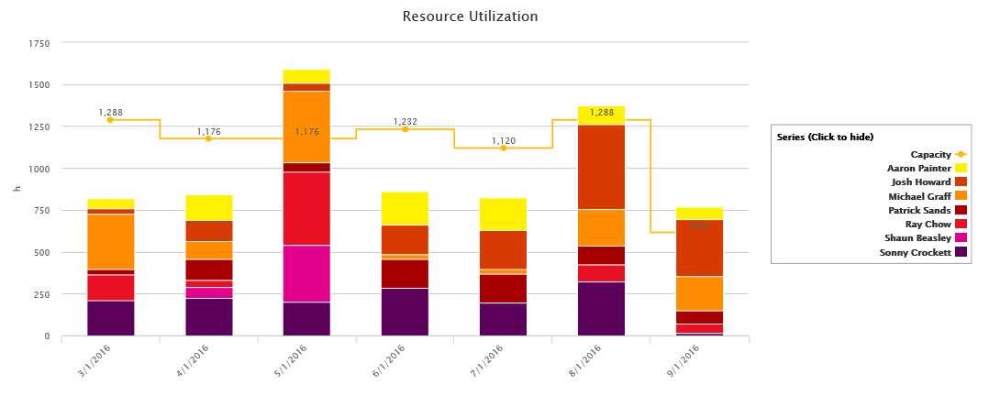 Resource Utilization
1750
1500
1250
1000
750
500
250
0
h
1,288
1,176
1,176
1,232
1,120
1,288
3/1/2016
4/1/2016
5/1/2016
6/1/2016
7/1/2016
8/1/2016
9/1/2016
Series (Click to hide)
Capacity
Aaron Painter
Josh Howard
Michael Graff
Patrick Sands
Ray Chow
Shaun Beasley
Sonny Crockett